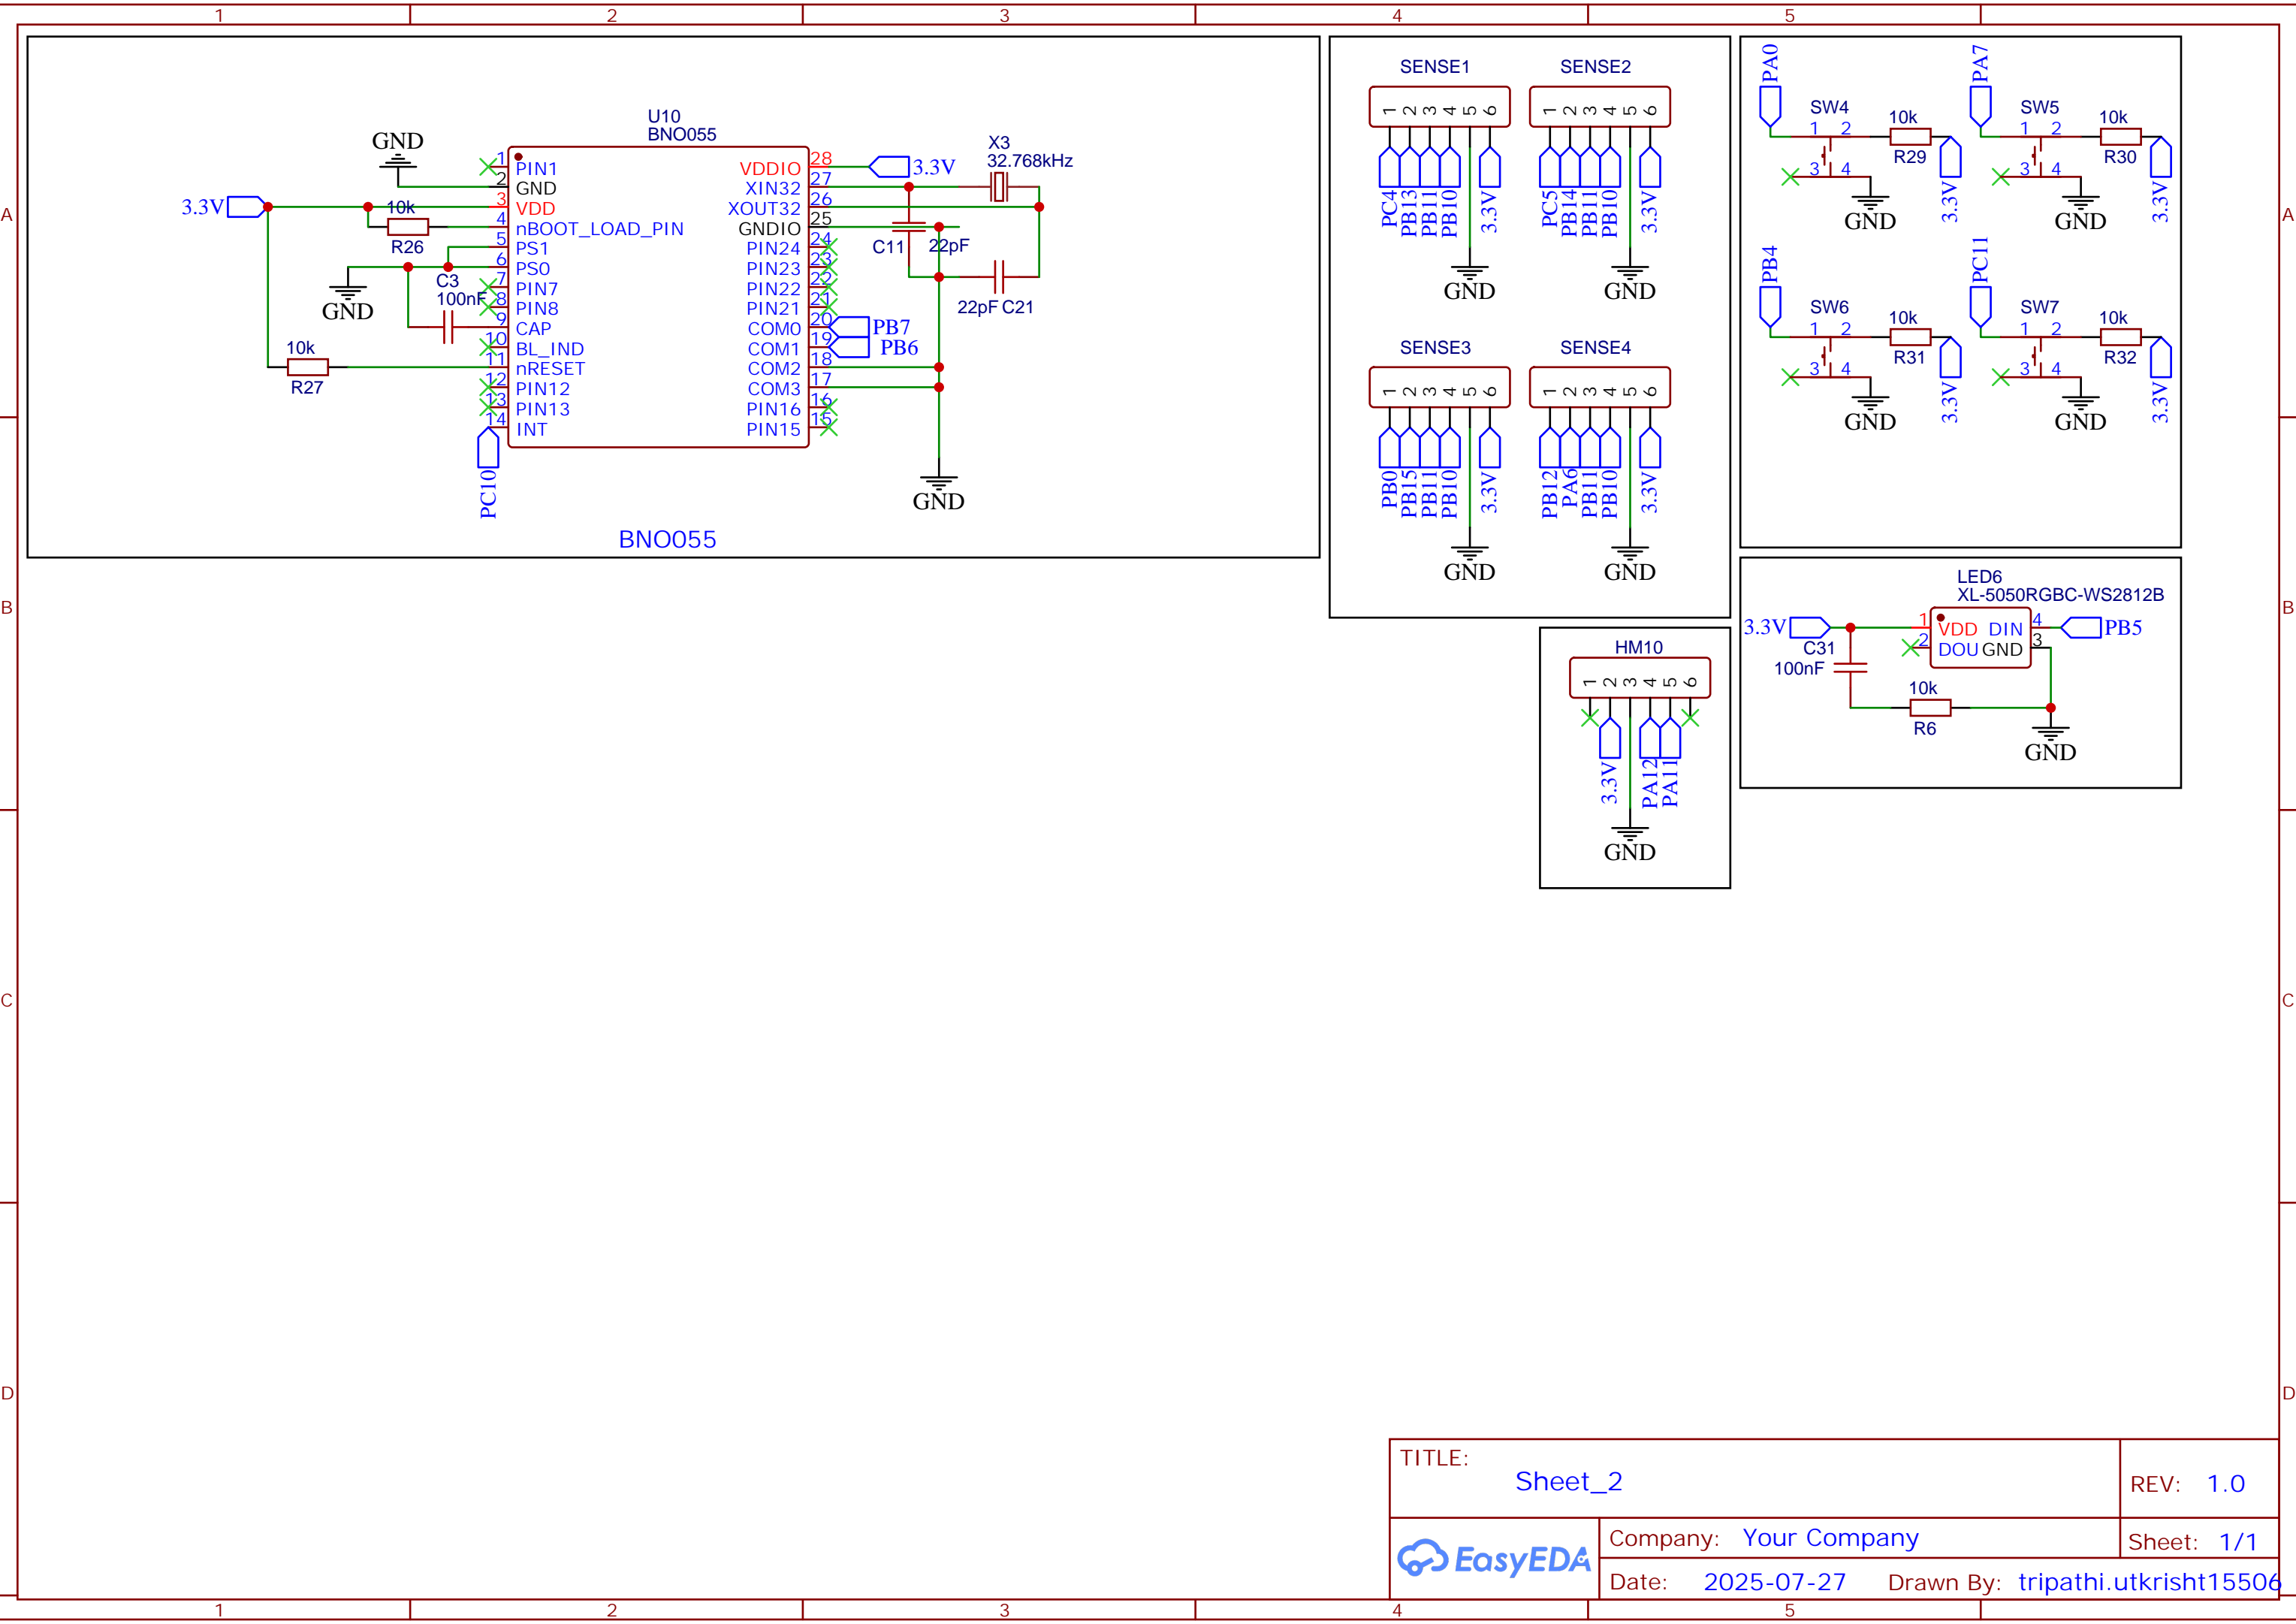 1 2 3 4 5
A
B
C
D
GND
3.3V
10k
R26
GND
C3
100nF
10k
R27
PC10
U10
BNO055
1 PIN1
2 GND
3 VDD
4 nBOOT_LOAD_PIN
5 PS1
6 PS0
7 PIN7
8 PIN8
9 CAP
10 BL_IND
11 nRESET
12 PIN12
13 PIN13
14 INT
VDDIO 28
XIN32 27
XOUT32 26
GNDIO 25
PIN24 24
PIN23 23
PIN22 22
PIN21 21
COM0 20
COM1 19
COM2 18
COM3 17
PIN16 16
PIN15 15
3.3V
X3
32.768kHz
C11 22pF
22pF C21
PB7
PB6
GND
BNO055
SENSE1
1 2 3 4 5 6
PC4 PB13 PB11 PB10 3.3V
GND
SENSE2
1 2 3 4 5 6
PC5 PB14 PB11 PB10 3.3V
GND
SENSE3
1 2 3 4 5 6
PB0 PB15 PB11 PB10 3.3V
GND
SENSE4
1 2 3 4 5 6
PB12 PA6 PB11 PB10 3.3V
GND
HM10
1 2 3 4 5 6
3.3V PA12 PA11
GND
PA0
SW4
1 2
3 4
10k
R29
3.3V
GND
PA7
SW5
1 2
3 4
10k
R30
3.3V
GND
PB4
SW6
1 2
3 4
10k
R31
3.3V
GND
PC11
SW7
1 2
3 4
10k
R32
3.3V
GND
LED6
XL-5050RGBC-WS2812B
3.3V
1 VDD DIN 4
2 DOU GND 3
PB5
C31
100nF
10k
R6
GND
A
B
C
D
TITLE:
Sheet_2
REV: 1.0
EasyEDA
Company: Your Company
Sheet: 1/1
Date: 2025-07-27
Drawn By: tripathi.utkrisht15506
1 2 3 4 5